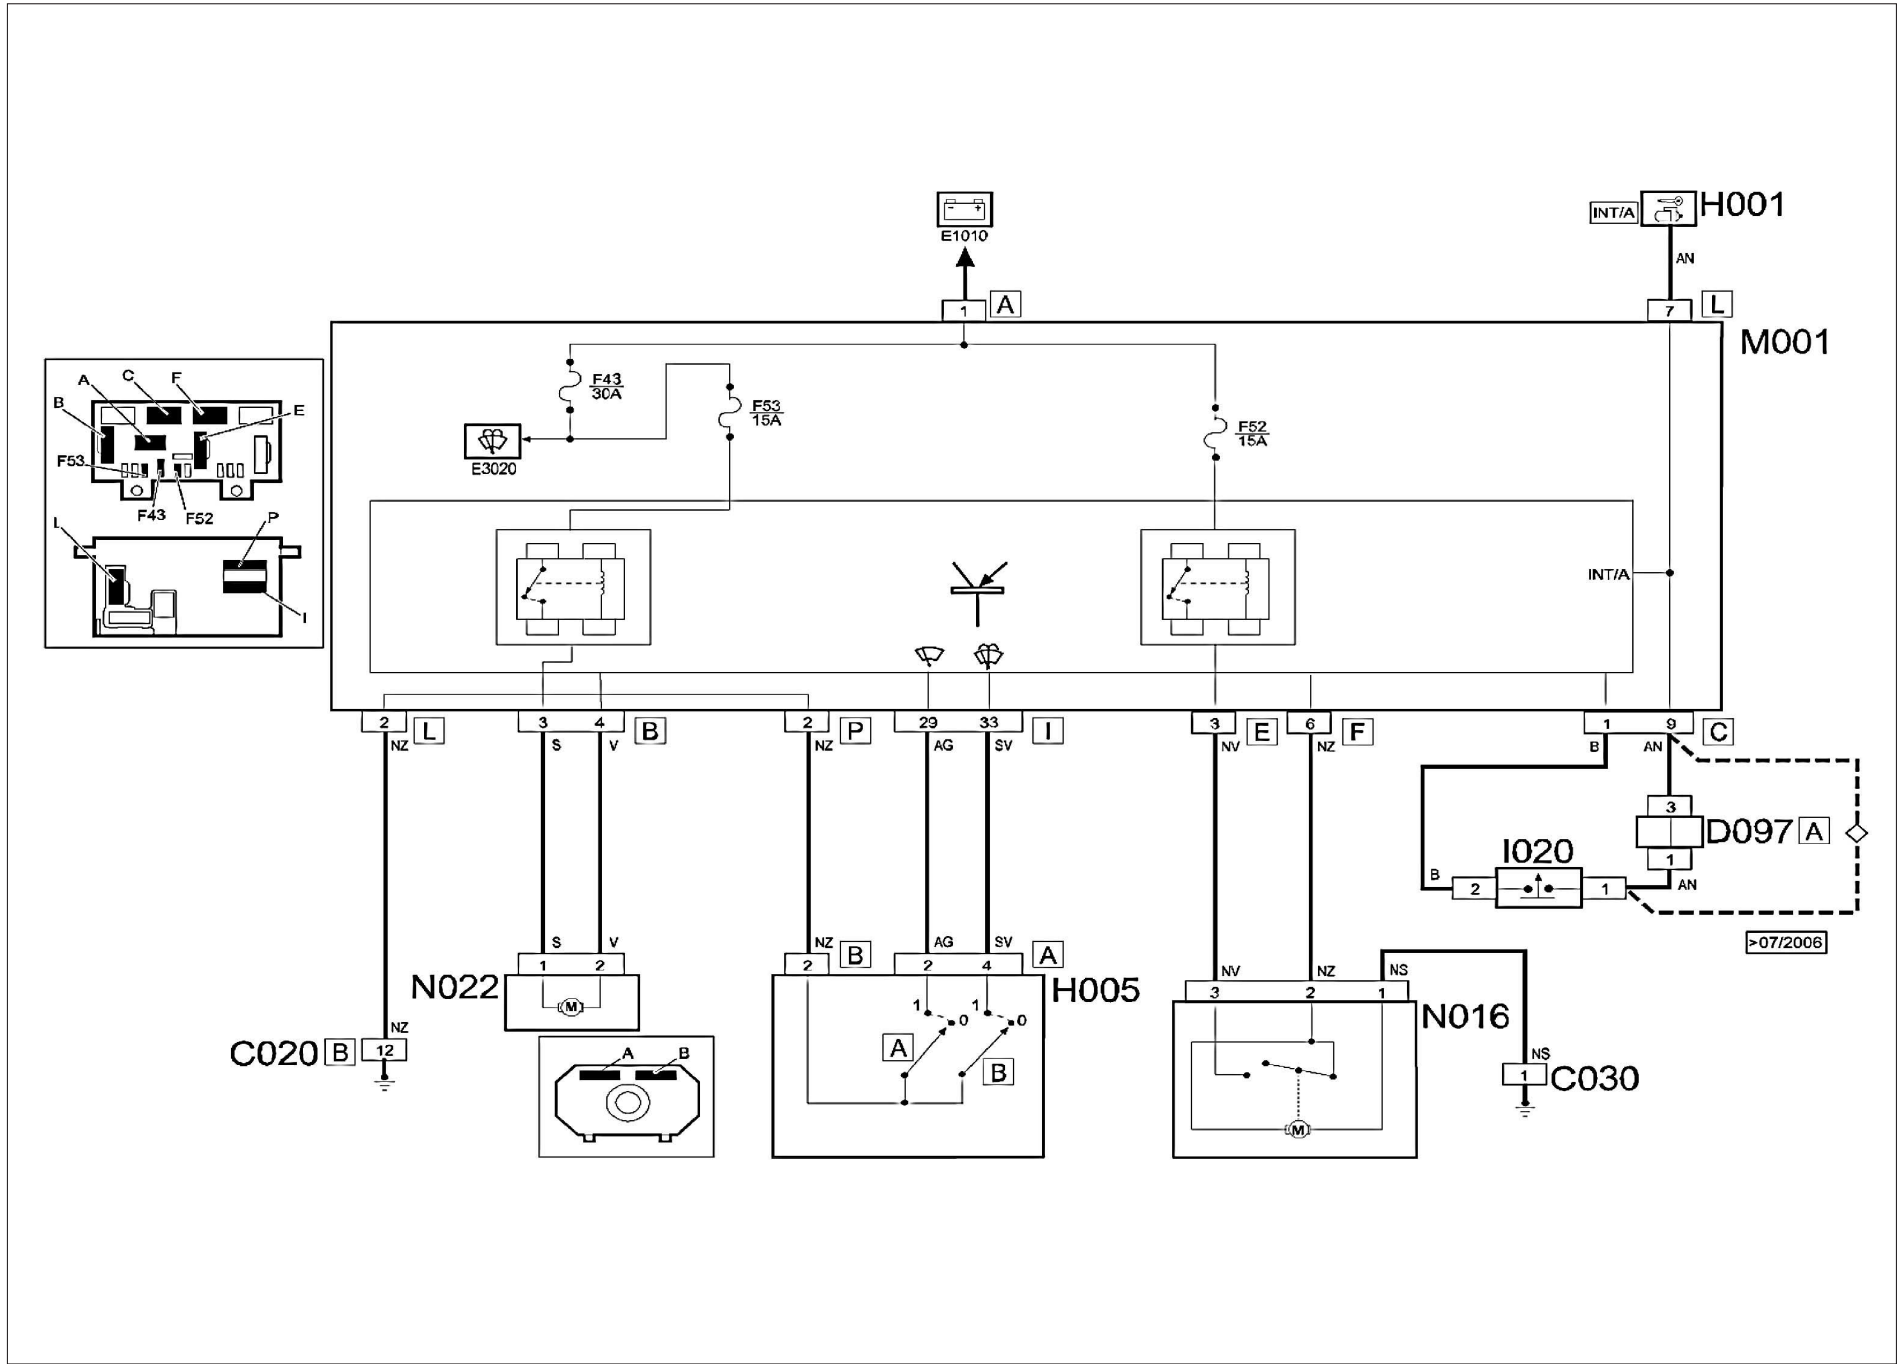 E1010
INT/A H001
AN
1 A
7 L
M001
F43
30A
F53
15A
F52
15A
E3020
A C F
B E
F53
F43 F52
L P
I
INT/A
2 L 3 4 B 2 P 29 33 I 3 E 6 F 1 9 C
NZ S V NZ AG SV NV NZ B AN
3
D097 A
1
I020
B 2 1 AN
>07/2006
S V NZ AG SV
1 2 2 B 2 4 A
N022
M
H005
1 0 1 0
A
B
NV NZ NS
3 2 1
N016
M
NZ
C020 B 12
NS
1 C030
A B